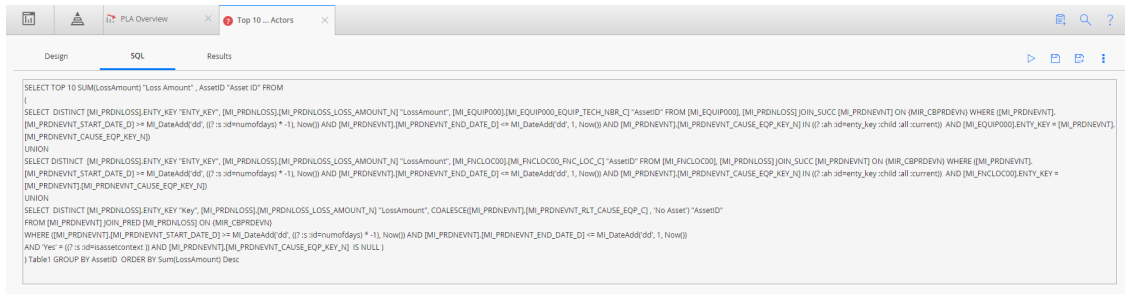 PLA Overview
Top 10 ... Actors
Design SQL Results
SELECT TOP 10 SUM(LossAmount) "Loss Amount" , AssetID "Asset ID" FROM
(
SELECT DISTINCT [MI_PRDNLOSS].ENTY_KEY "ENTY_KEY", [MI_PRDNLOSS].[MI_PRDNLOSS_LOSS_AMOUNT_N] "LossAmount", [MI_EQUIP000].[MI_EQUIP000_EQUIP_TECH_NBR_C] "AssetID" FROM [MI_EQUIP000], [MI_PRDNLOSS] JOIN_SUCC [MI_PRDNEVNT] ON {MIR_CBPRDEVN} WHERE ([MI_PRDNEVNT].
[MI_PRDNEVNT_START_DATE_D] >= MI_DateAdd('dd', ((? :s :id=numofdays) * -1), Now()) AND [MI_PRDNEVNT].[MI_PRDNEVNT_END_DATE_D] <= MI_DateAdd('dd', 1, Now()) AND [MI_PRDNEVNT].[MI_PRDNEVNT_CAUSE_EQP_KEY_N] IN ((? :ah :id=enty_key :child :all :current)) AND [MI_EQUIP000].ENTY_KEY = [MI_PRDNEVNT].
[MI_PRDNEVNT_CAUSE_EQP_KEY_N])
UNION
SELECT DISTINCT [MI_PRDNLOSS].ENTY_KEY "ENTY_KEY", [MI_PRDNLOSS].[MI_PRDNLOSS_LOSS_AMOUNT_N] "LossAmount", [MI_FNCLOC00].[MI_FNCLOC00_FNC_LOC_C] "AssetID" FROM [MI_FNCLOC00], [MI_PRDNLOSS] JOIN_SUCC [MI_PRDNEVNT] ON {MIR_CBPRDEVN} WHERE ([MI_PRDNEVNT].
[MI_PRDNEVNT_START_DATE_D] >= MI_DateAdd('dd', ((? :s :id=numofdays) * -1), Now()) AND [MI_PRDNEVNT].[MI_PRDNEVNT_END_DATE_D] <= MI_DateAdd('dd', 1, Now()) AND [MI_PRDNEVNT].[MI_PRDNEVNT_CAUSE_EQP_KEY_N] IN ((? :ah :id=enty_key :child :all :current)) AND [MI_FNCLOC00].ENTY_KEY =
[MI_PRDNEVNT].[MI_PRDNEVNT_CAUSE_EQP_KEY_N])
UNION
SELECT DISTINCT [MI_PRDNLOSS].ENTY_KEY "Key", [MI_PRDNLOSS].[MI_PRDNLOSS_LOSS_AMOUNT_N] "LossAmount", COALESCE([MI_PRDNEVNT].[MI_PRDNEVNT_RLT_CAUSE_EQP_C] , 'No Asset') "AssetID"
FROM [MI_PRDNEVNT] JOIN_PRED [MI_PRDNLOSS] ON {MIR_CBPRDEVN}
WHERE ([MI_PRDNEVNT].[MI_PRDNEVNT_START_DATE_D] >= MI_DateAdd('dd', ((? :s :id=numofdays) * -1), Now()) AND [MI_PRDNEVNT].[MI_PRDNEVNT_END_DATE_D] <= MI_DateAdd('dd', 1, Now())
AND 'Yes' = ((? :s :id=isassetcontext )) AND [MI_PRDNEVNT].[MI_PRDNEVNT_CAUSE_EQP_KEY_N] IS NULL )
) Table1 GROUP BY AssetID ORDER BY Sum(LossAmount) Desc